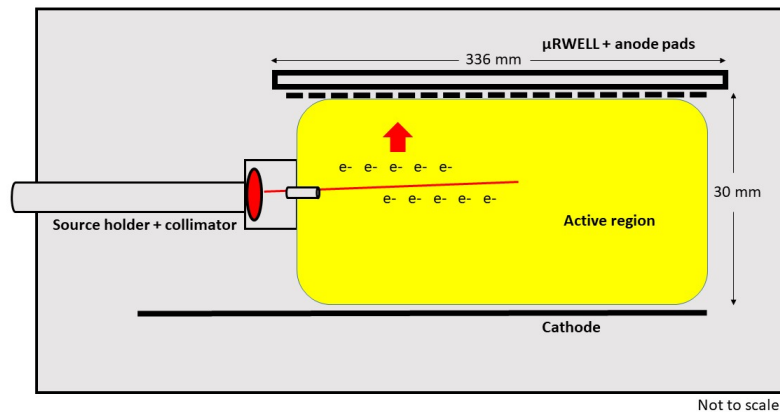 µRWELL + anode pads
336 mm
e- e- e- e- e-
30 mm
e- e- e- e- e-
Source holder + collimator
Active region
Cathode
Not to scale